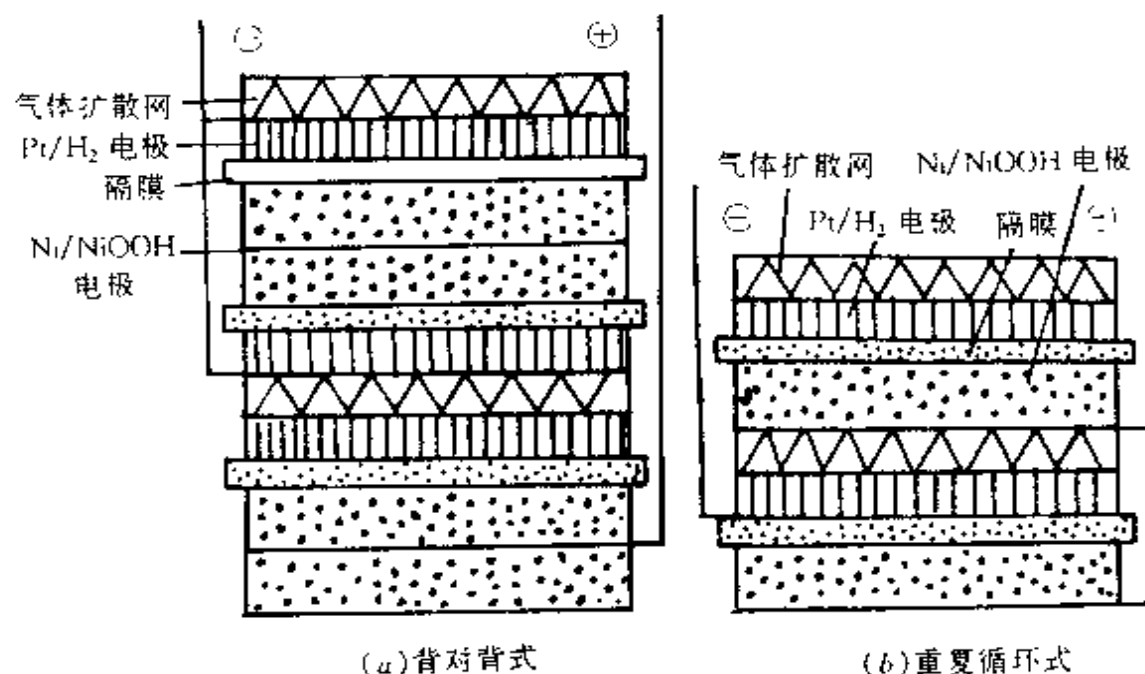 ⊖ ⊕
气体扩散网
Pt/H₂ 电极
隔膜
Ni/NiOOH
电极
(a)背对背式
气体扩散网 Ni/NiOOH 电极
⊖ Pt/H₂ 电极 隔膜
(b)重复循环式